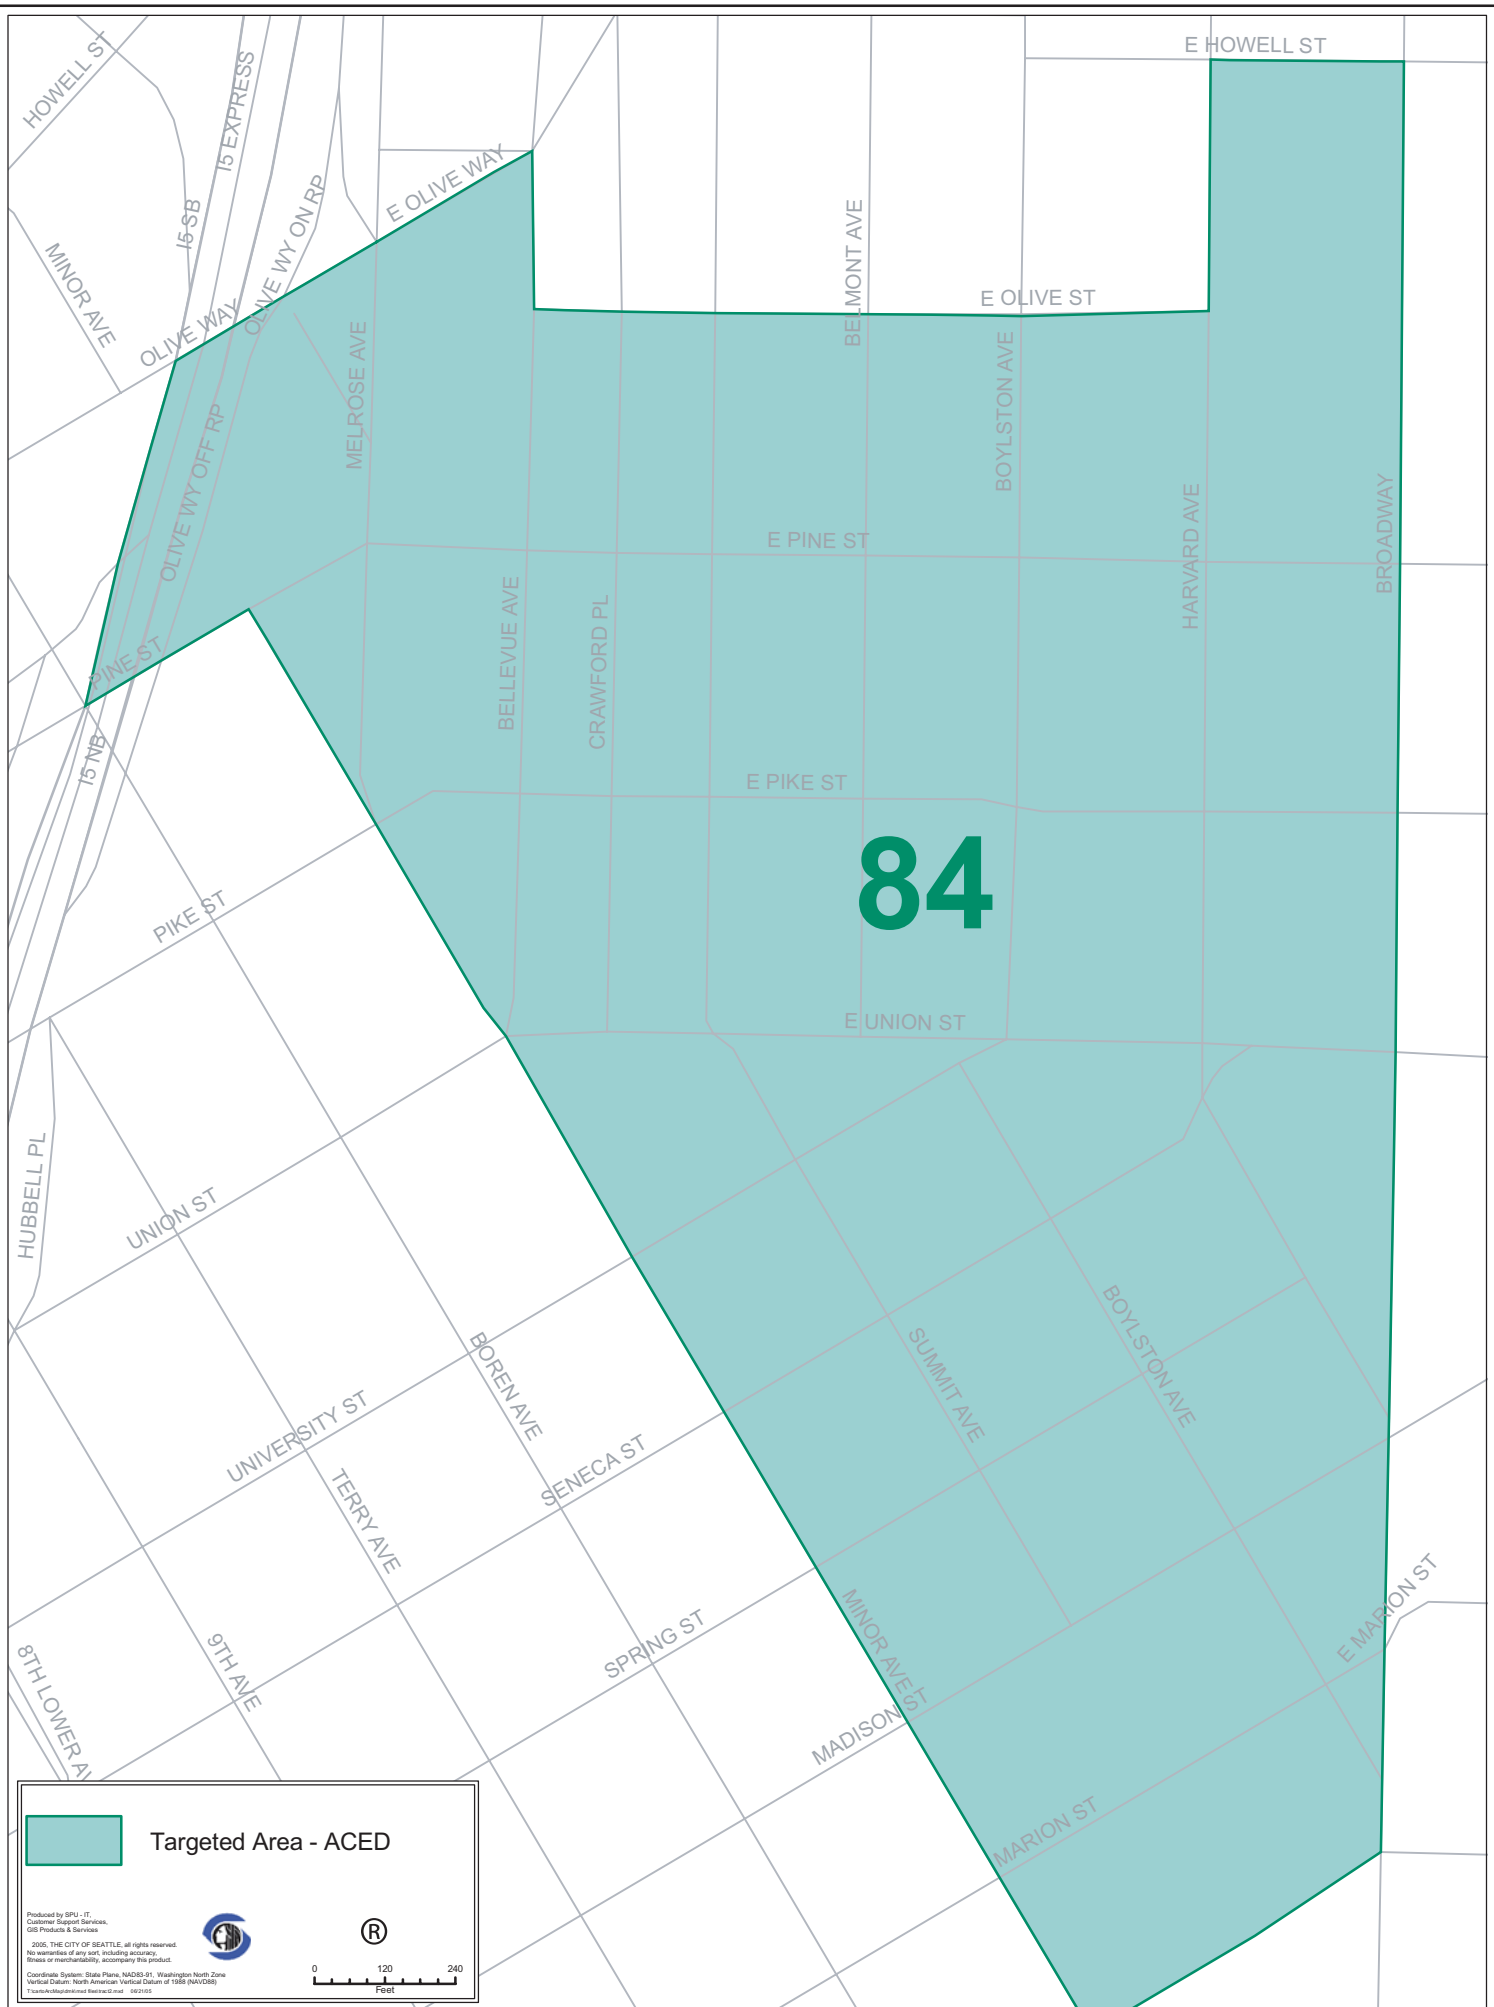 E HOWELL ST
HOWELL ST
I5 EXPRESS
E OLIVE WAY
I5 SB
OLIVE WY ON RP
BELMONT AVE
MINOR AVE
E OLIVE ST
OLIVE WAY
MELROSE AVE
BOYLSTON AVE
OLIVE WY OFF RP
HARVARD AVE
BROADWAY
E PINE ST
BELLEVUE AVE
CRAWFORD PL
PINE ST
I5 NB
E PIKE ST
84
PIKE ST
E UNION ST
HUBBELL PL
UNION ST
BOREN AVE
SUMMIT AVE
BOYLSTON AVE
UNIVERSITY ST
SENECA ST
TERRY AVE
E MARION ST
MINOR AVE
SPRING ST
9TH AVE
8TH LOWER AV
MADISON ST
MARION ST
Targeted Area - ACED
Produced by SPU - IT,
Customer Support Services,
GIS Products & Services
2005, THE CITY OF SEATTLE, all rights reserved.
No warranties of any sort, including accuracy,
fitness or merchantability, accompany this product.
Coordinate System: State Plane, NAD83-91, Washington North Zone
Vertical Datum: North American Vertical Datum of 1988 (NAVD88)
®
0 120 240
Feet